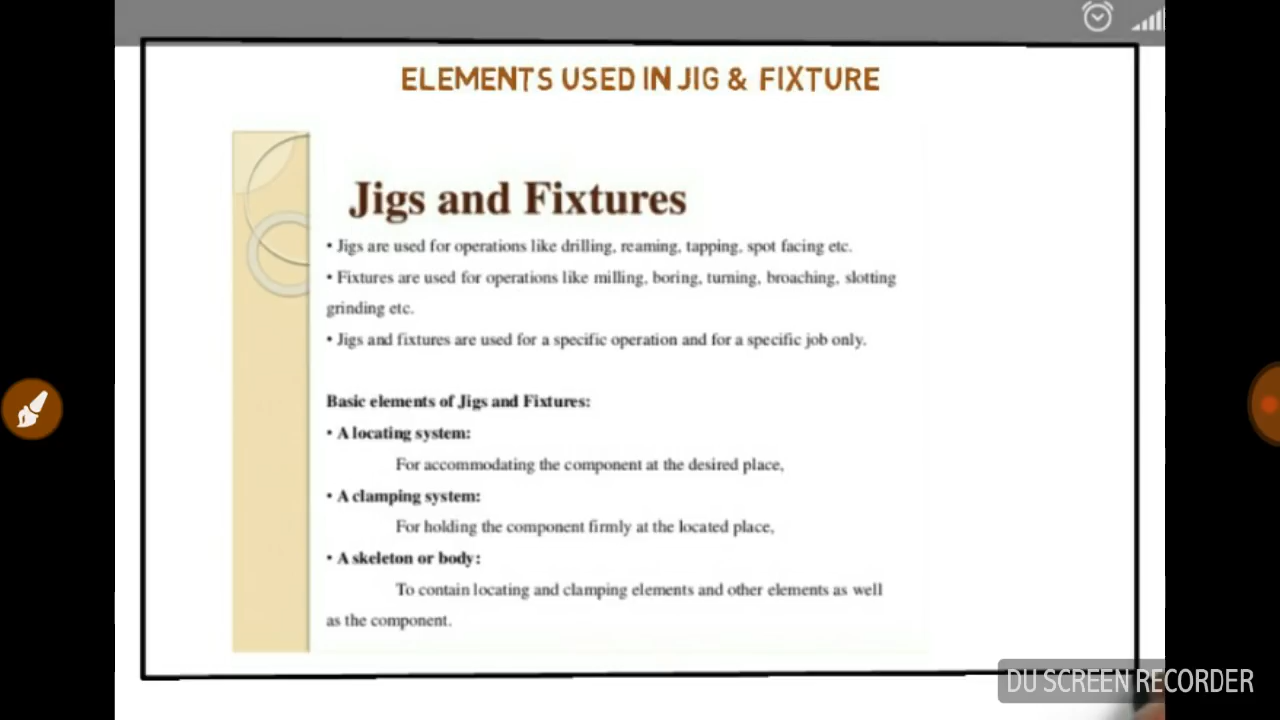 ELEMENTS USED IN JIG & FIXTURE
Jigs and Fixtures
• Jigs are used for operations like drilling, reaming, tapping, spot facing etc.
• Fixtures are used for operations like milling, boring, turning, broaching, slotting
grinding etc.
• Jigs and fixtures are used for a specific operation and for a specific job only.
Basic elements of Jigs and Fixtures:
• A locating system:
For accommodating the component at the desired place,
• A clamping system:
For holding the component firmly at the located place,
• A skeleton or body:
To contain locating and clamping elements and other elements as well
as the component.
DU SCREEN RECORDER